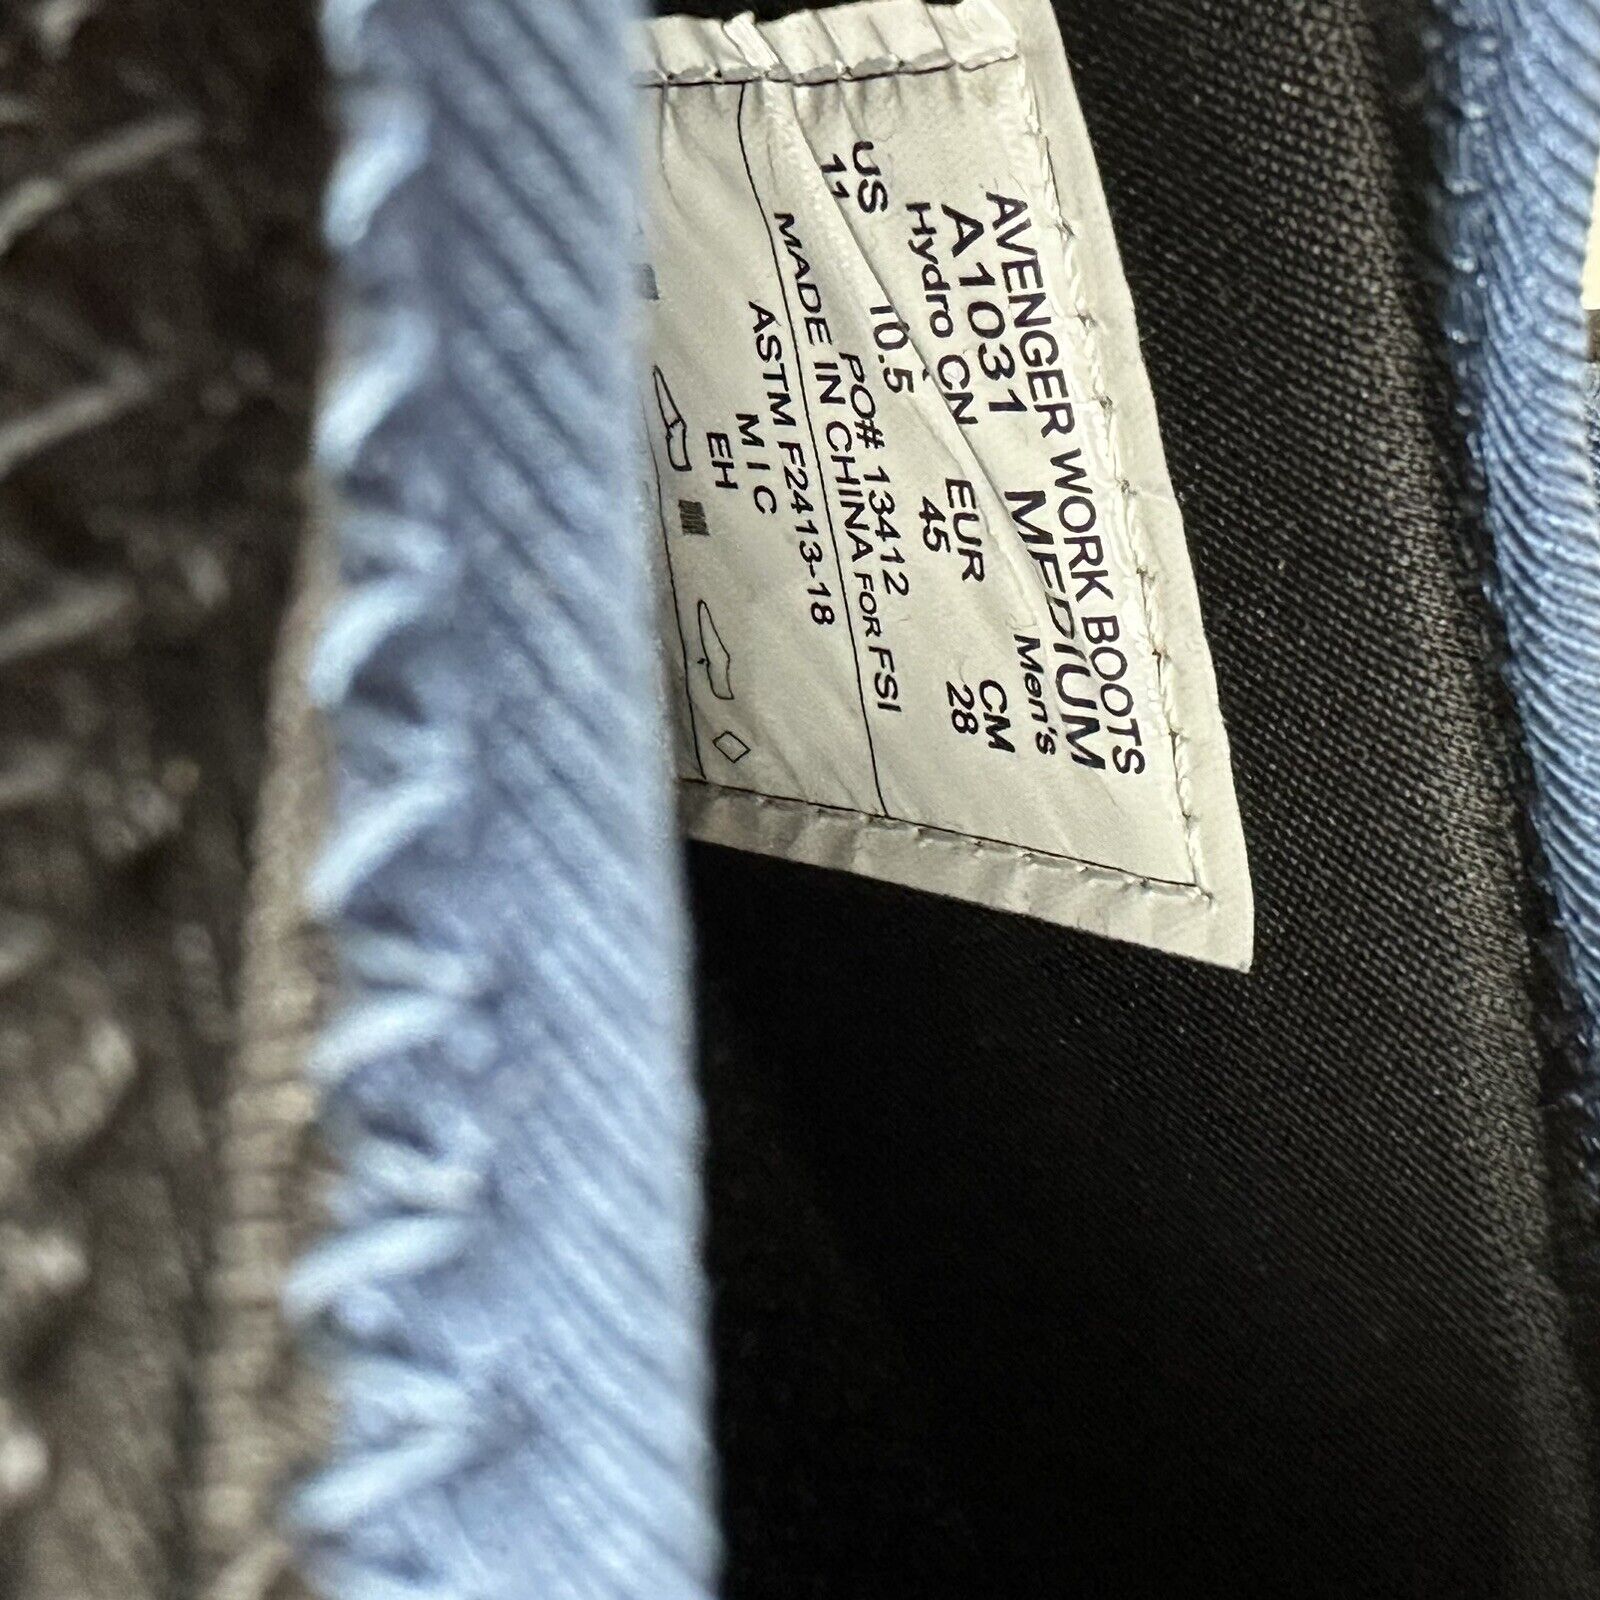 AVENGER WORK BOOTS
A1031 MEDIUM
Hydro CN Men's
US 10.5 EUR CM
11 45 28
PO# 13412
MADE IN CHINA FOR FSI
ASTM F2413-18
M I C
EH